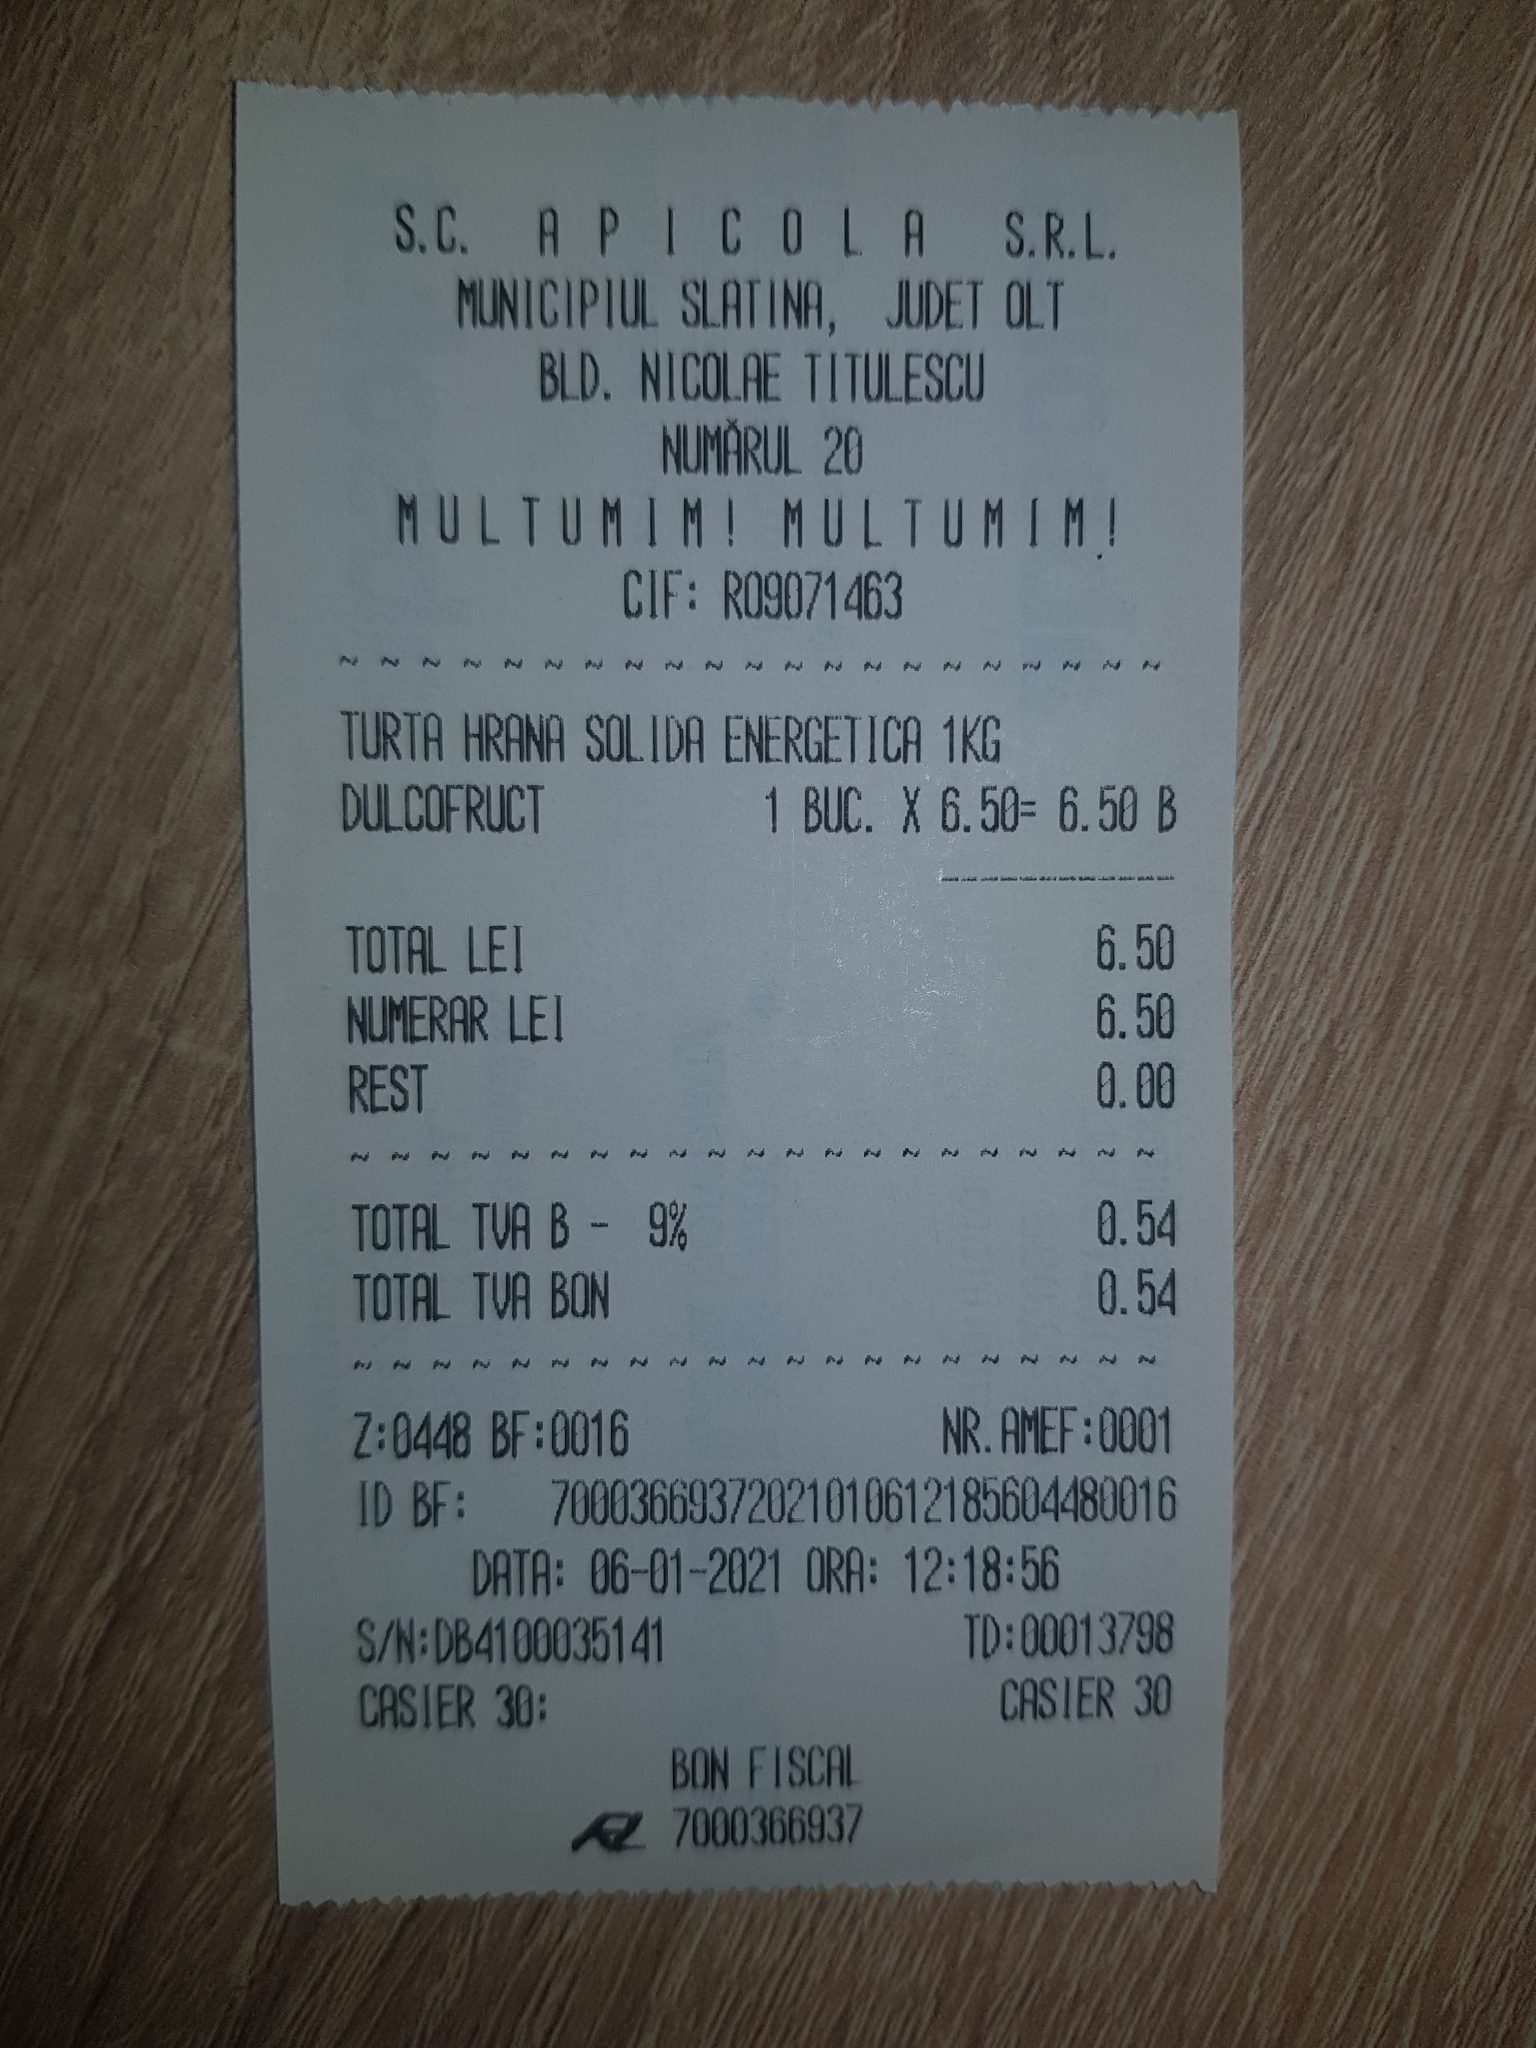 S.C. A P I C O L A S.R.L.
MUNICIPIUL SLATINA, JUDET OLT
BLD. NICOLAE TITULESCU
NUMĂRUL 20
M U L T U M I M ! M U L T U M I M !
CIF: RO9071463
~ ~ ~ ~ ~ ~ ~ ~ ~ ~ ~ ~ ~ ~ ~ ~ ~ ~ ~ ~ ~
TURTA HRANA SOLIDA ENERGETICA 1KG
DULCOFRUCT 1 BUC. X 6.50= 6.50 B
TOTAL LEI 6.50
NUMERAR LEI 6.50
REST 0.00
~ ~ ~ ~ ~ ~ ~ ~ ~ ~ ~ ~ ~ ~ ~ ~ ~ ~ ~ ~ ~
TOTAL TVA B - 9% 0.54
TOTAL TVA BON 0.54
~ ~ ~ ~ ~ ~ ~ ~ ~ ~ ~ ~ ~ ~ ~ ~ ~ ~ ~ ~ ~
Z:0448 BF:0016 NR.AMEF:0001
ID BF: 70003669372021010612185604480016
DATA: 06-01-2021 ORA: 12:18:56
S/N:DB4100035141 TD:00013798
CASIER 30: CASIER 30
BON FISCAL
7000366937